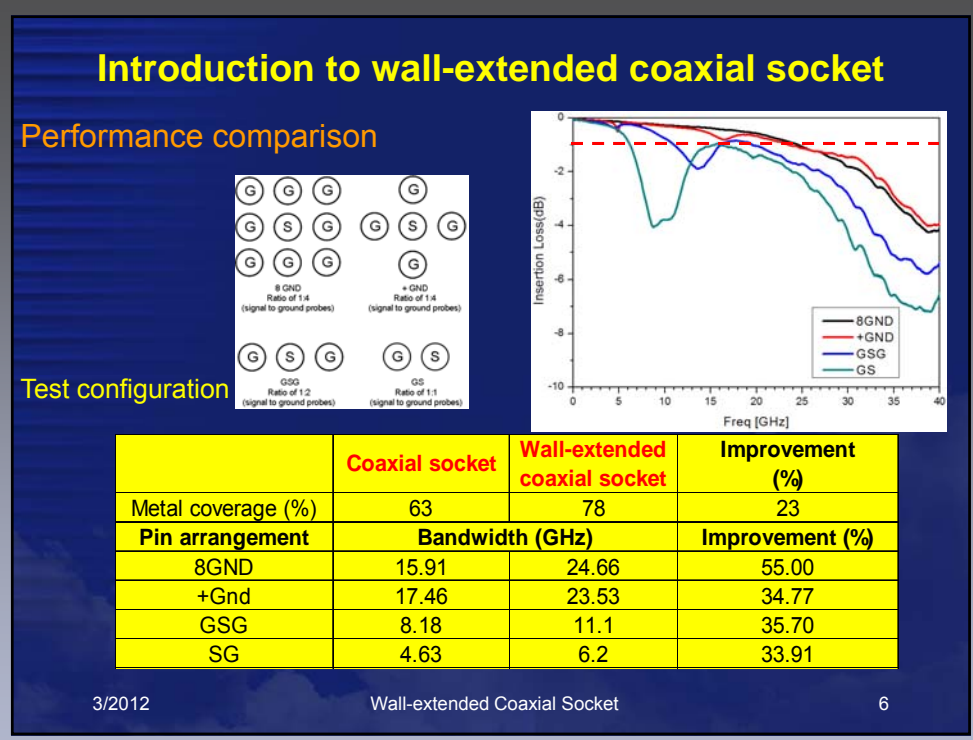 Introduction to wall-extended coaxial socket
Performance comparison
G G G
G S G
G G G
8 GND
Ratio of 1:4
(signal to ground probes)
G
G S G
G
+ GND
Ratio of 1:4
(signal to ground probes)
G S G
GSG
Ratio of 1:2
(signal to ground probes)
G S
GS
Ratio of 1:1
(signal to ground probes)
Test configuration
Insertion Loss(dB)
0
-2
-4
-6
-8
-10
0 5 10 15 20 25 30 35 40
Freq [GHz]
8GND
+GND
GSG
GS
Coaxial socket
Wall-extended
coaxial socket
Improvement
(%)
Metal coverage (%) 63 78 23
Pin arrangement Bandwidth (GHz) Improvement (%)
8GND 15.91 24.66 55.00
+Gnd 17.46 23.53 34.77
GSG 8.18 11.1 35.70
SG 4.63 6.2 33.91
3/2012 Wall-extended Coaxial Socket 6